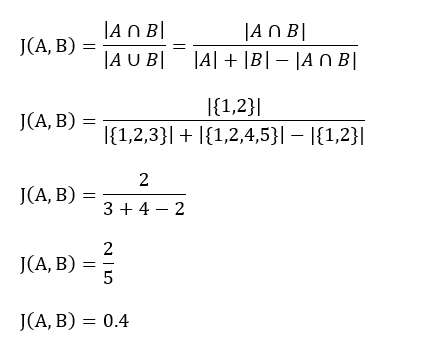 J(A, B) = |A ∩ B| / |A ∪ B| = |A ∩ B| / |A| + |B| − |A ∩ B|
J(A, B) = |{1,2}| / |{1,2,3}| + |{1,2,4,5}| − |{1,2}|
J(A, B) = 2 / 3 + 4 − 2
J(A, B) = 2 / 5
J(A, B) = 0.4